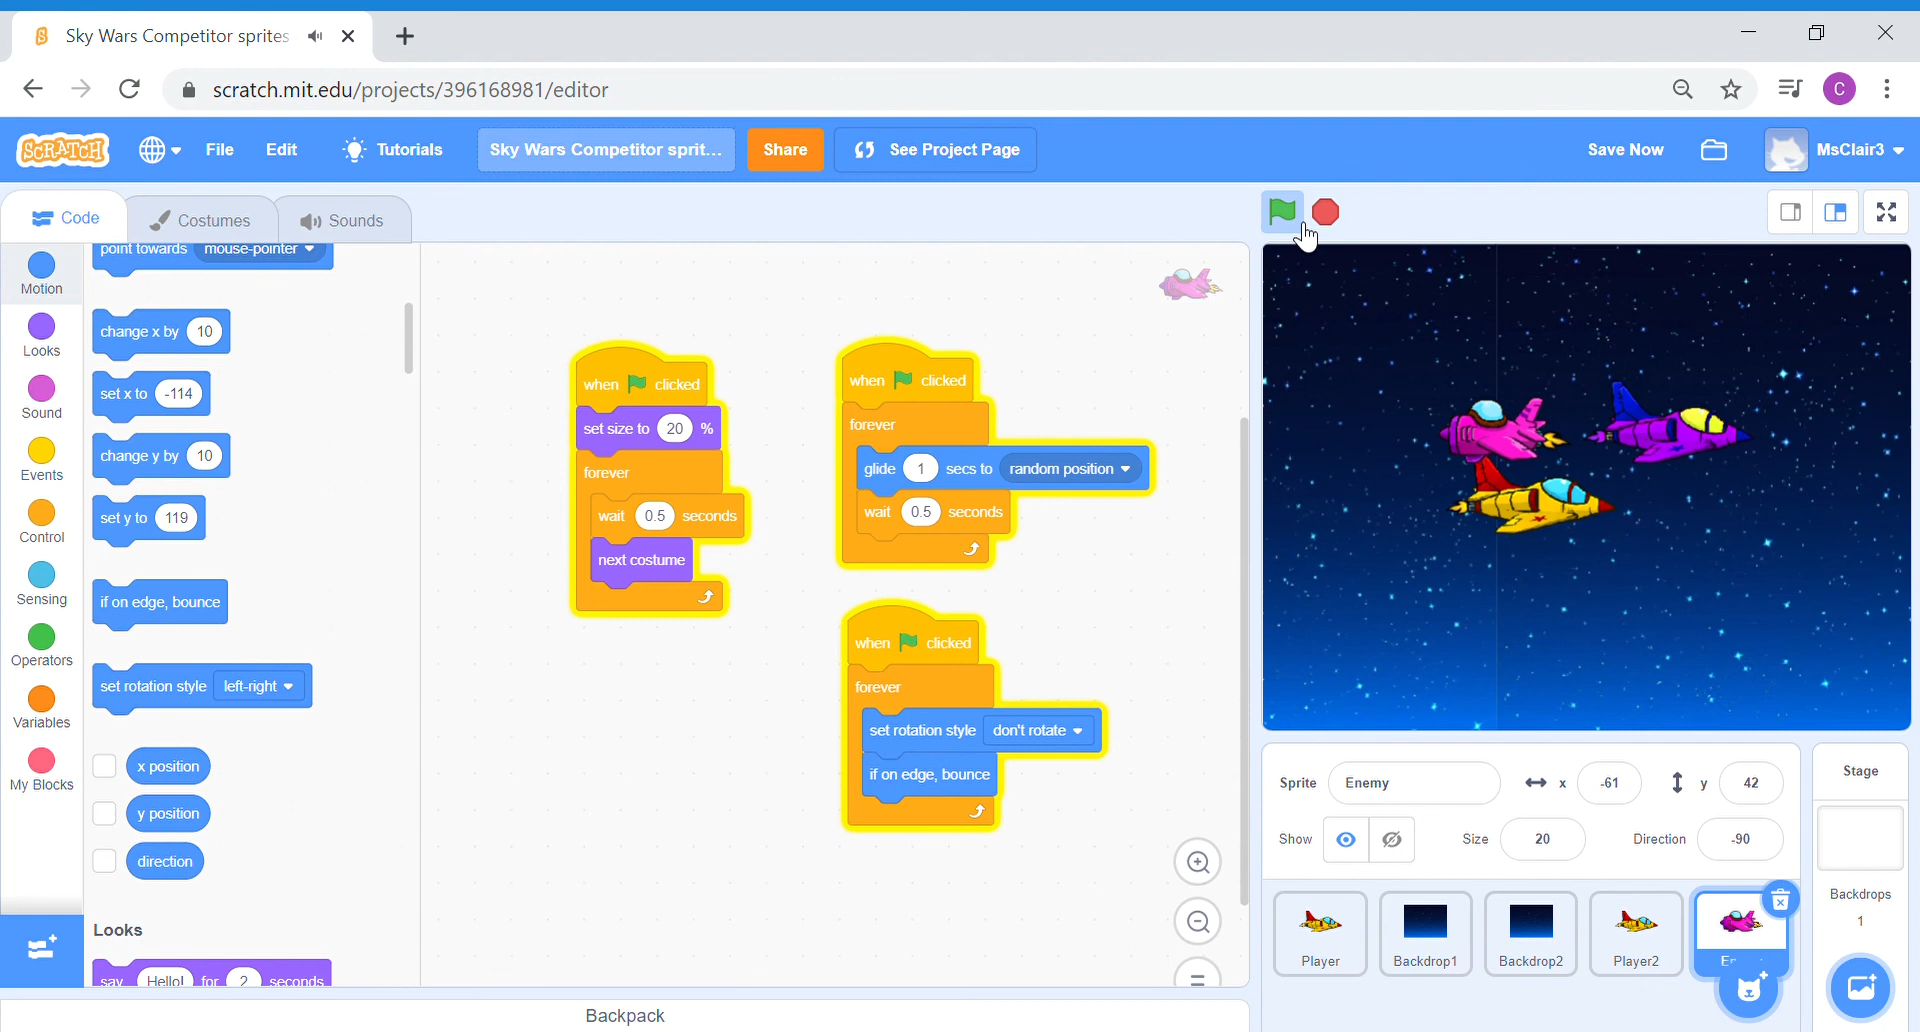 Sky Wars Competitor sprites
scratch.mit.edu/projects/396168981/editor
C
SCRATCH
File
Edit
Tutorials
Sky Wars Competitor sprit...
Share
See Project Page
Save Now
MsClair3
Code
Costumes
Sounds
Motion
Looks
Sound
Events
Control
Sensing
Operators
Variables
My Blocks
point towards mouse-pointer
change x by 10
set x to -114
change y by 10
set y to 119
if on edge, bounce
set rotation style left-right
x position
y position
direction
Looks
say Hello! for 2 seconds
when clicked
set size to 20 %
forever
wait 0.5 seconds
next costume
when clicked
forever
glide 1 secs to random position
wait 0.5 seconds
when clicked
forever
set rotation style don't rotate
if on edge, bounce
Backpack
Sprite Enemy x -61 y 42
Show Size 20 Direction -90
Player
Backdrop1
Backdrop2
Player2
Stage
Backdrops
1